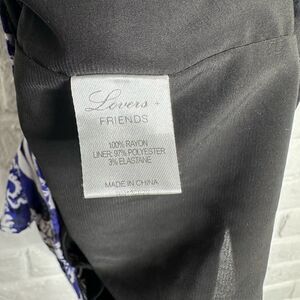 Lovers +
FRIENDS
100% RAYON
LINER: 97% POLYESTER
3% ELASTANE
MADE IN CHINA